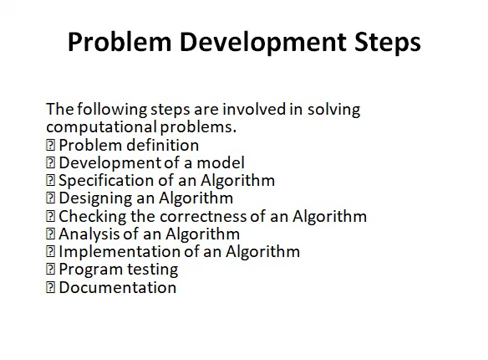 Problem Development Steps
The following steps are involved in solving
computational problems.
⍰ Problem definition
⍰ Development of a model
⍰ Specification of an Algorithm
⍰ Designing an Algorithm
⍰ Checking the correctness of an Algorithm
⍰ Analysis of an Algorithm
⍰ Implementation of an Algorithm
⍰ Program testing
⍰ Documentation